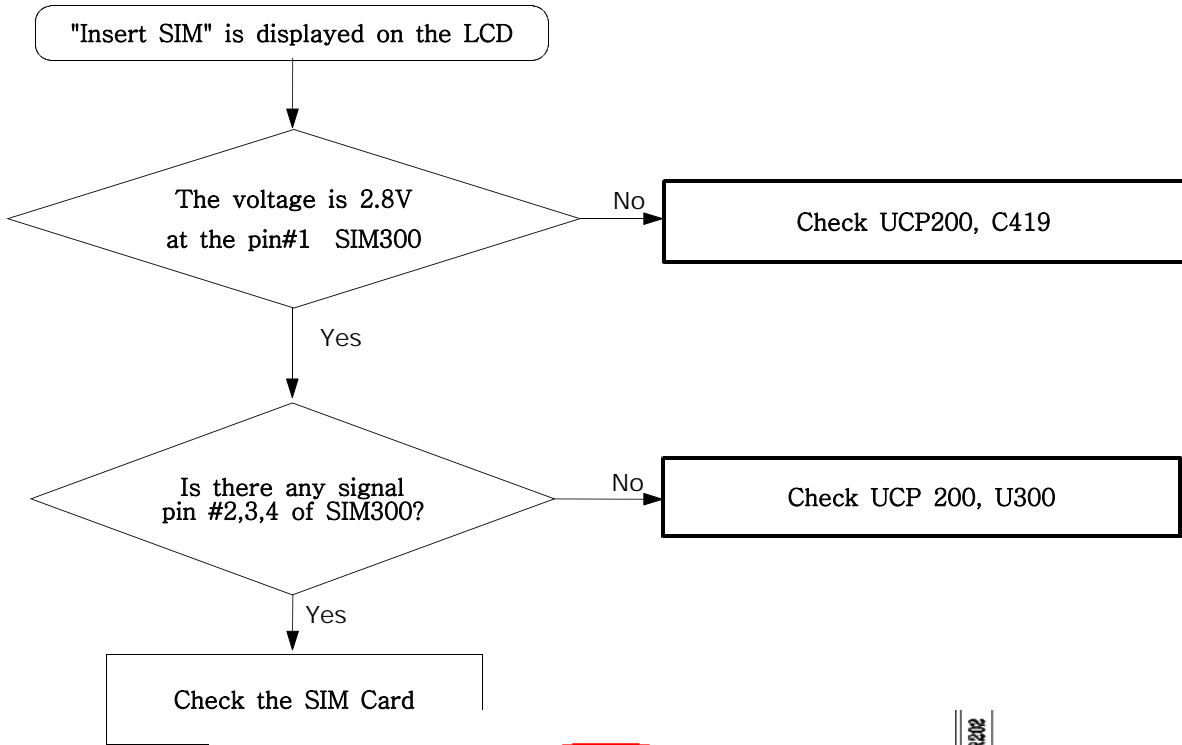 "Insert SIM" is displayed on the LCD
The voltage is 2.8V
at the pin#1 SIM300
No
Check UCP200, C419
Yes
Is there any signal
pin #2,3,4 of SIM300?
No
Check UCP 200, U300
Yes
Check the SIM Card